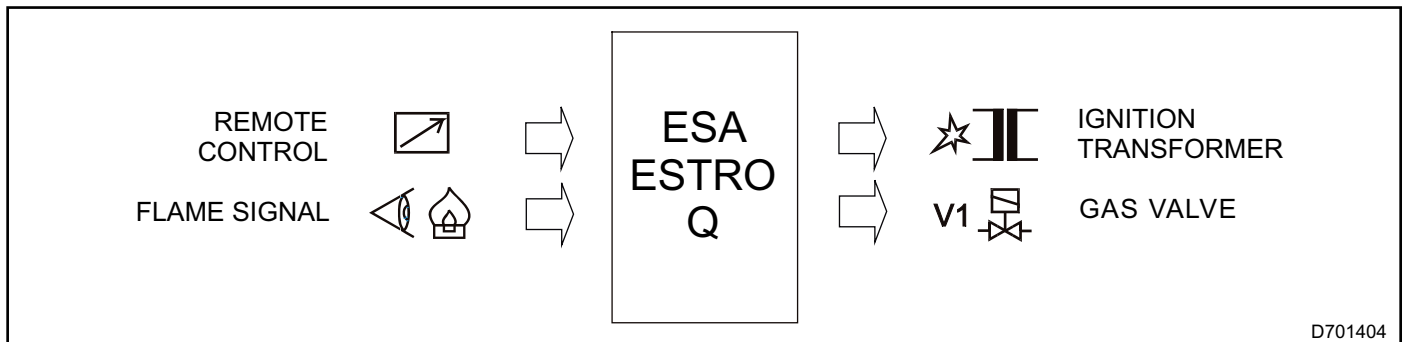 REMOTE
CONTROL
FLAME SIGNAL
ESA
ESTRO
Q
IGNITION
TRANSFORMER
V1
GAS VALVE
D701404